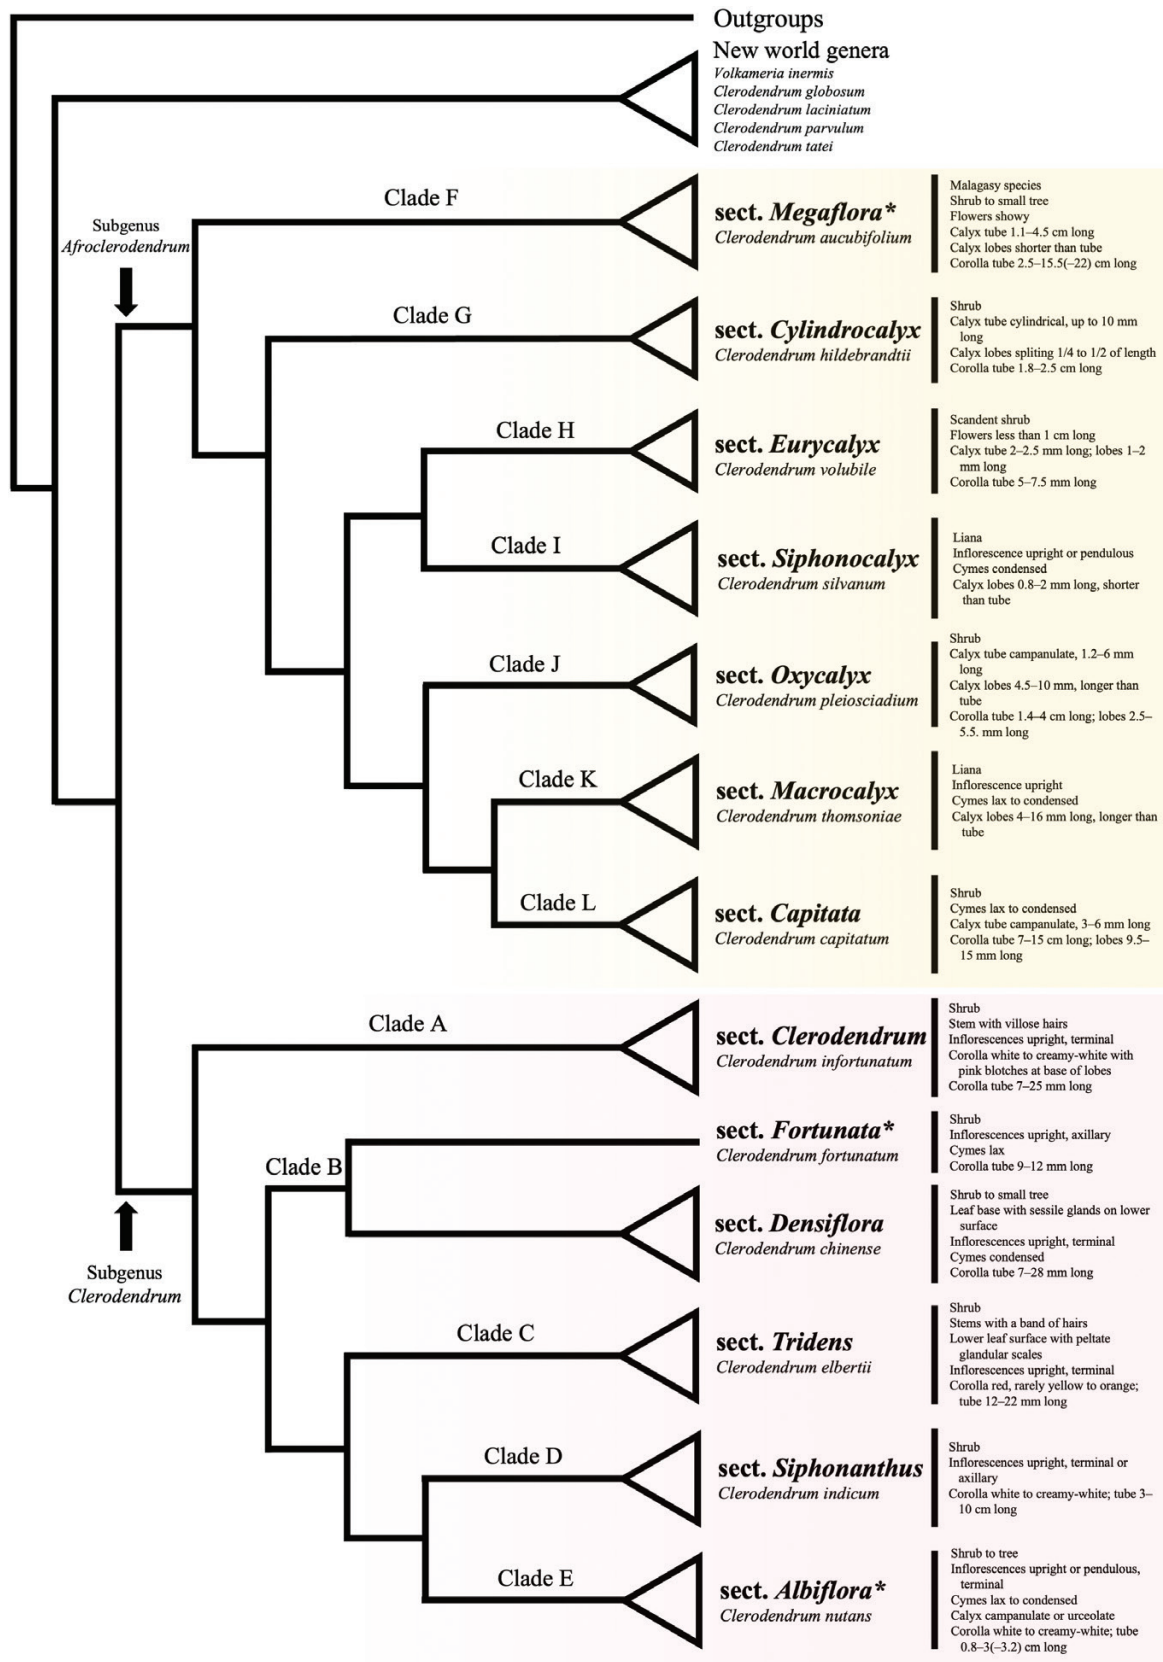 Outgroups
New world genera
Volkameria inermis
Clerodendrum globosum
Clerodendrum laciniatum
Clerodendrum parvulum
Clerodendrum tatei
Subgenus
Afroclerodendrum
Clade F
sect. Megaflora*
Clerodendrum aucubifolium
Malagasy species
Shrub to small tree
Flowers showy
Calyx tube 1.1–4.5 cm long
Calyx lobes shorter than tube
Corolla tube 2.5–15.5(–22) cm long
Clade G
sect. Cylindrocalyx
Clerodendrum hildebrandtii
Shrub
Calyx tube cylindrical, up to 10 mm
long
Calyx lobes spliting 1/4 to 1/2 of length
Corolla tube 1.8–2.5 cm long
Clade H
sect. Eurycalyx
Clerodendrum volubile
Scandent shrub
Flowers less than 1 cm long
Calyx tube 2–2.5 mm long; lobes 1–2
mm long
Corolla tube 5–7.5 mm long
Clade I
sect. Siphonocalyx
Clerodendrum silvanum
Liana
Inflorescence upright or pendulous
Cymes condensed
Calyx lobes 0.8–2 mm long, shorter
than tube
Clade J
sect. Oxycalyx
Clerodendrum pleiosciadium
Shrub
Calyx tube campanulate, 1.2–6 mm
long
Calyx lobes 4.5–10 mm, longer than
tube
Corolla tube 1.4–4 cm long; lobes 2.5–
5.5. mm long
Clade K
sect. Macrocalyx
Clerodendrum thomsoniae
Liana
Inflorescence upright
Cymes lax to condensed
Calyx lobes 4–16 mm long, longer than
tube
Clade L
sect. Capitata
Clerodendrum capitatum
Shrub
Cymes lax to condensed
Calyx tube campanulate, 3–6 mm long
Corolla tube 7–15 cm long; lobes 9.5–
15 mm long
Clade A
sect. Clerodendrum
Clerodendrum infortunatum
Shrub
Stem with villose hairs
Inflorescences upright, terminal
Corolla white to creamy-white with
pink blotches at base of lobes
Corolla tube 7–25 mm long
Clade B
sect. Fortunata*
Clerodendrum fortunatum
Shrub
Inflorescences upright, axillary
Cymes lax
Corolla tube 9–12 mm long
sect. Densiflora
Clerodendrum chinense
Shrub to small tree
Leaf base with sessile glands on lower
surface
Inflorescences upright, terminal
Cymes condensed
Corolla tube 7–28 mm long
Subgenus
Clerodendrum
Clade C
sect. Tridens
Clerodendrum elbertii
Shrub
Stems with a band of hairs
Lower leaf surface with peltate
glandular scales
Inflorescences upright, terminal
Corolla red, rarely yellow to orange;
tube 12–22 mm long
Clade D
sect. Siphonanthus
Clerodendrum indicum
Shrub
Inflorescences upright, terminal or
axillary
Corolla white to creamy-white; tube 3–
10 cm long
Clade E
sect. Albiflora*
Clerodendrum nutans
Shrub to tree
Inflorescences upright or pendulous,
terminal
Cymes lax to condensed
Calyx campanulate or urceolate
Corolla white to creamy-white; tube
0.8–3(–3.2) cm long